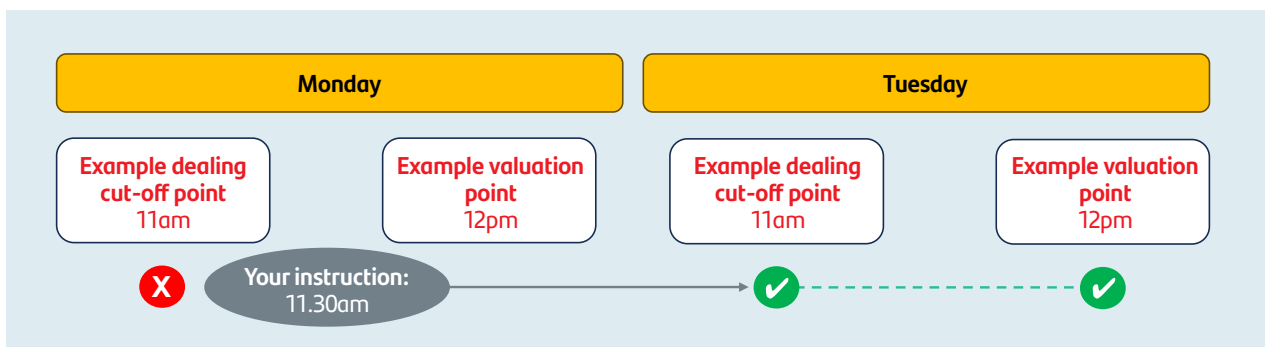 Monday
Tuesday
Example dealing
cut-off point
11am
Example valuation
point
12pm
Example dealing
cut-off point
11am
Example valuation
point
12pm
X
Your instruction:
11.30am